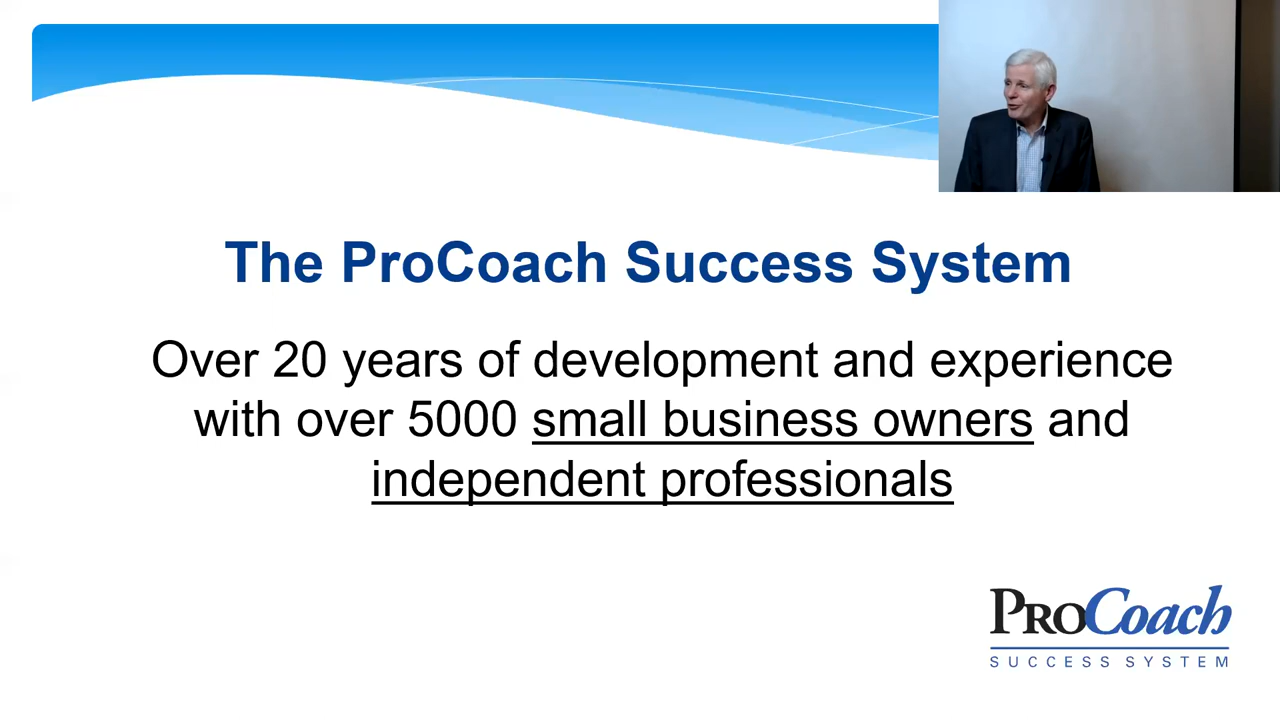 The ProCoach Success System
Over 20 years of development and experience
with over 5000 small business owners and
independent professionals
PROCoach
SUCCESS SYSTEM